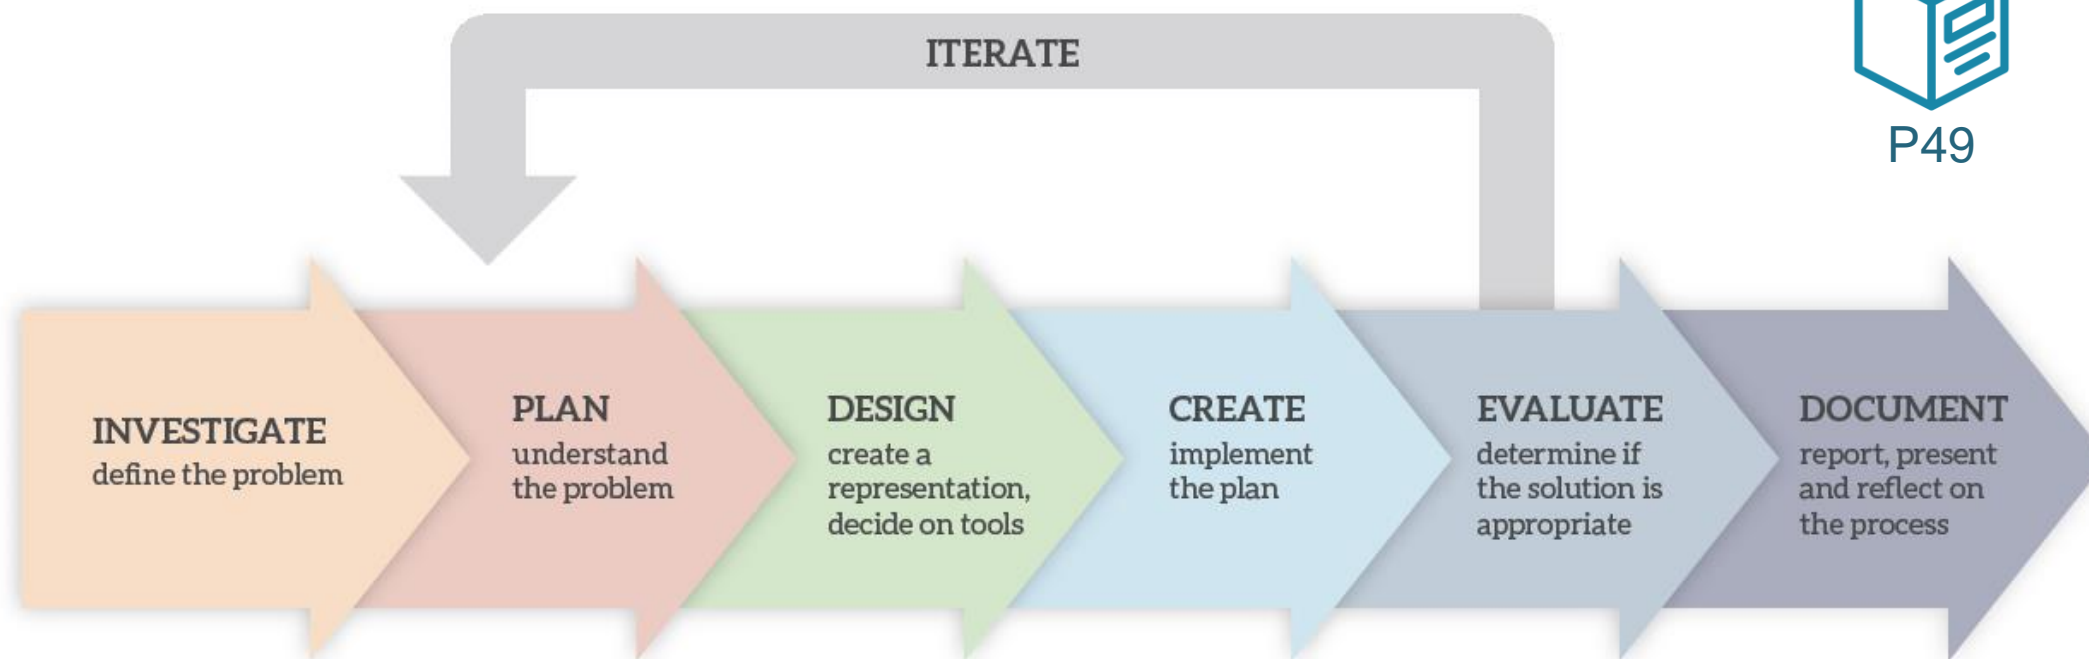 ITERATE
P49
INVESTIGATE
define the problem
PLAN
understand
the problem
DESIGN
create a
representation,
decide on tools
CREATE
implement
the plan
EVALUATE
determine if
the solution is
appropriate
DOCUMENT
report, present
and reflect on
the process